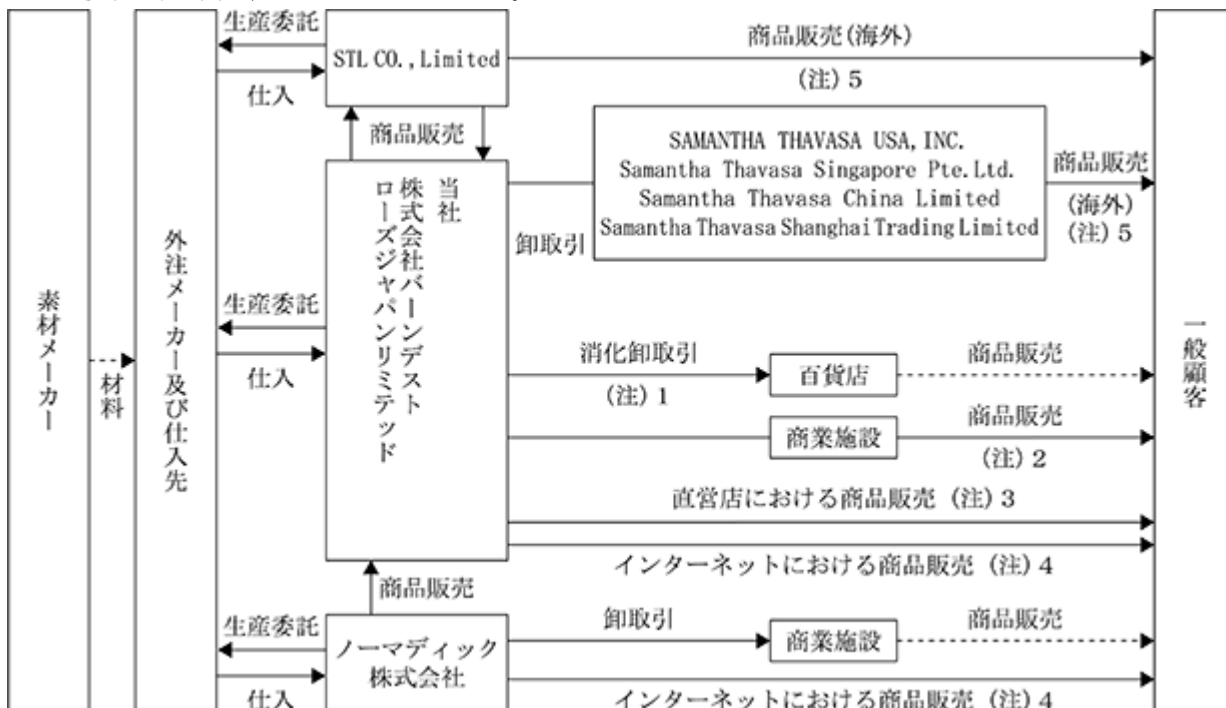 素材メーカー
材料
外注メーカー及び仕入先
生産委託
仕入
STL CO., Limited
商品販売(海外)
(注) 5
商品販売
当社
株式会社バーンデスト
ローズジャパンリミテッド
生産委託
仕入
卸取引
SAMANTHA THAVASA USA, INC.
Samantha Thavasa Singapore Pte. Ltd.
Samantha Thavasa China Limited
Samantha Thavasa Shanghai Trading Limited
商品販売
(海外)
(注) 5
消化卸取引
(注) 1
百貨店
商品販売
商業施設
商品販売
(注) 2
直営店における商品販売 (注) 3
インターネットにおける商品販売 (注) 4
商品販売
生産委託
仕入
ノーマディック
株式会社
卸取引
商業施設
商品販売
インターネットにおける商品販売 (注) 4
一般顧客